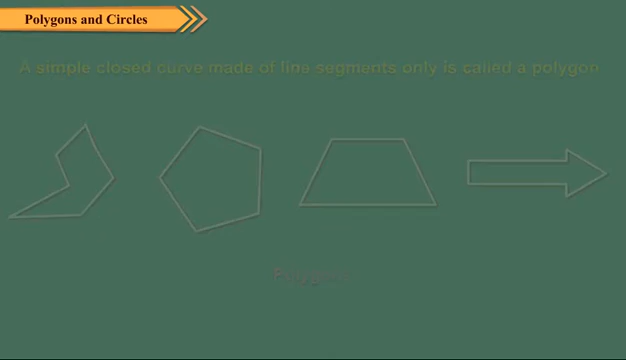 Polygons and Circles
A simple closed curve made of line segments only is called a polygon
Polygons